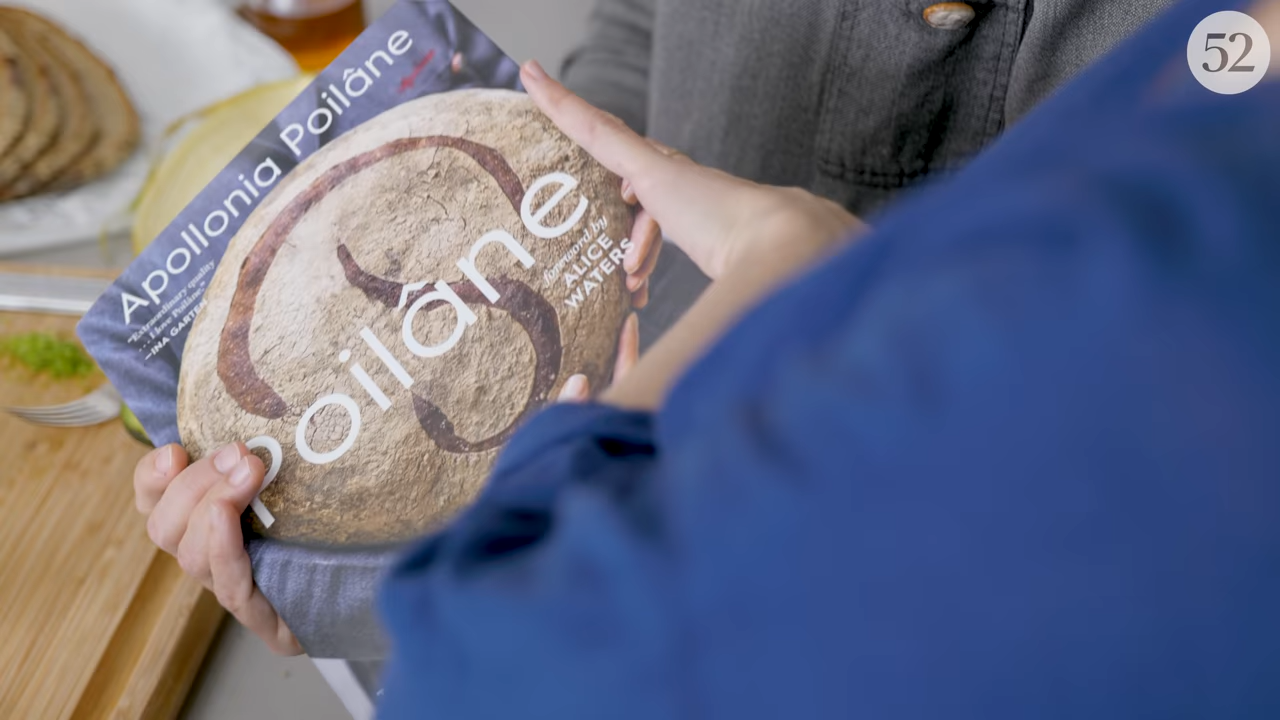 52
Apollonia Poilâne
"Extraordinary quality
. . . I love Poilâne."
—INA GARTEN
Poilâne
foreword by
ALICE
WATERS